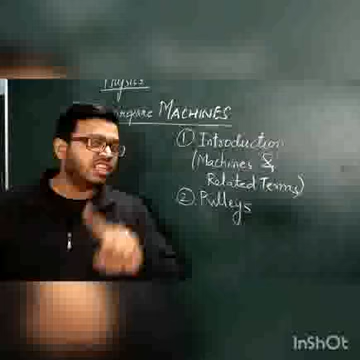 Physics
MACHINES
① Introduction
(Machines &
Related Terms)
② Pulleys
InShOt